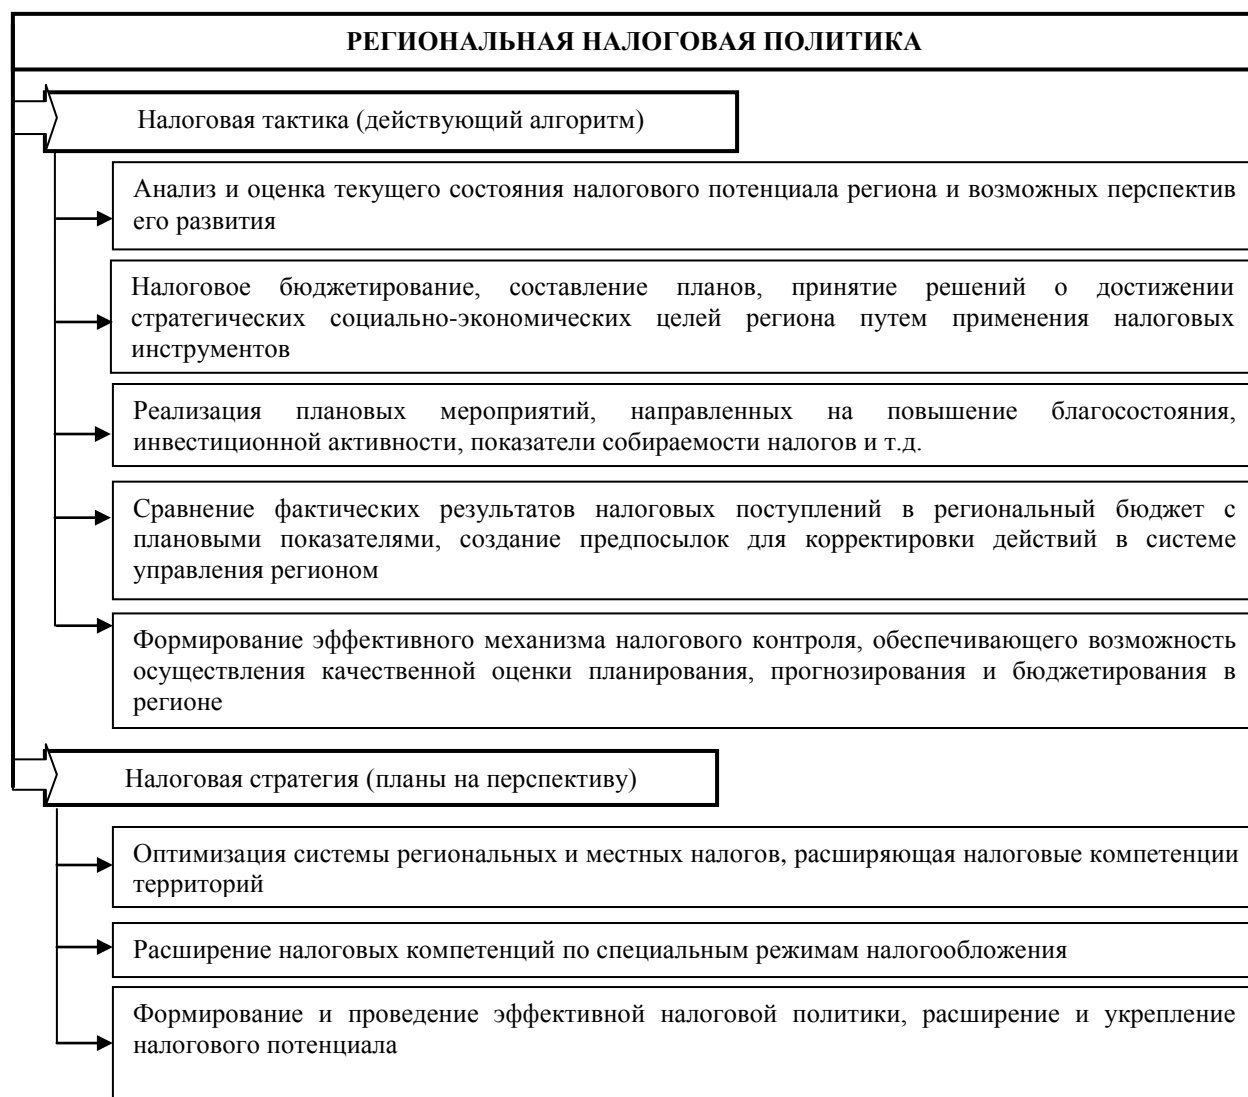 РЕГИОНАЛЬНАЯ НАЛОГОВАЯ ПОЛИТИКА
Налоговая тактика (действующий алгоритм)
Анализ и оценка текущего состояния налогового потенциала региона и возможных перспектив
его развития
Налоговое бюджетирование, составление планов, принятие решений о достижении
стратегических социально-экономических целей региона путем применения налоговых
инструментов
Реализация плановых мероприятий, направленных на повышение благосостояния,
инвестиционной активности, показатели собираемости налогов и т.д.
Сравнение фактических результатов налоговых поступлений в региональный бюджет с
плановыми показателями, создание предпосылок для корректировки действий в системе
управления регионом
Формирование эффективного механизма налогового контроля, обеспечивающего возможность
осуществления качественной оценки планирования, прогнозирования и бюджетирования в
регионе
Налоговая стратегия (планы на перспективу)
Оптимизация системы региональных и местных налогов, расширяющая налоговые компетенции
территорий
Расширение налоговых компетенций по специальным режимам налогообложения
Формирование и проведение эффективной налоговой политики, расширение и укрепление
налогового потенциала